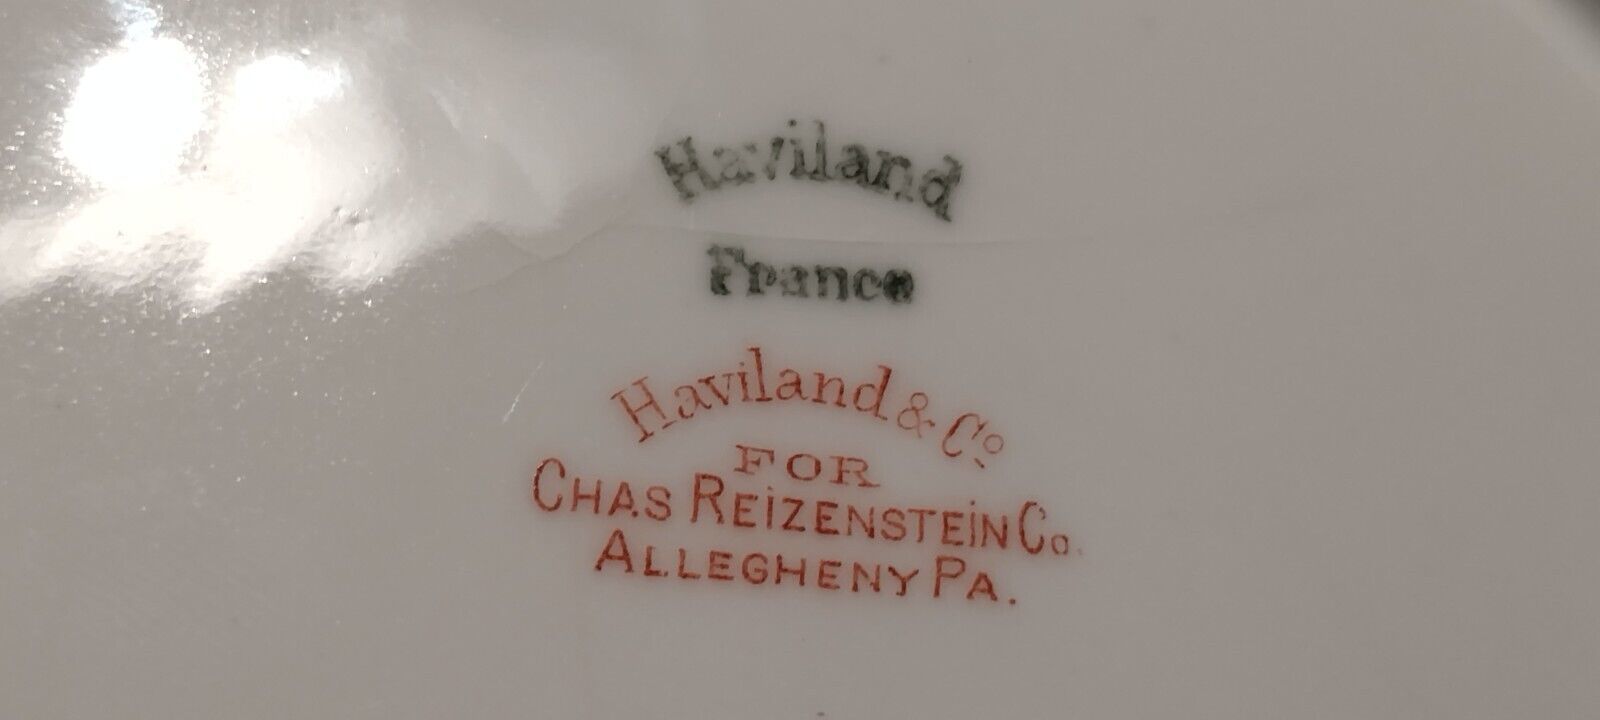 Haviland
France
Haviland & Co.
FOR
CHAS REIZENSTEIN Co.
ALLEGHENY PA.